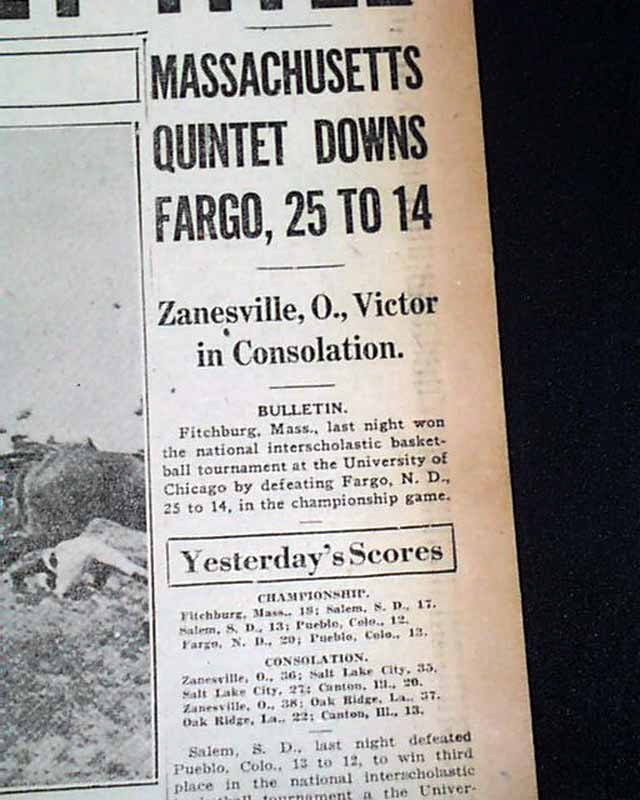 MASSACHUSETTS
QUINTET DOWNS
FARGO, 25 TO 14
Zanesville, O., Victor
in Consolation.
BULLETIN.
Fitchburg, Mass., last night won
the national interscholastic basket-
ball tournament at the University of
Chicago by defeating Fargo, N. D.,
25 to 14, in the championship game.
Yesterday's Scores
CHAMPIONSHIP.
Fitchburg, Mass., 18; Salem, S. D., 17.
Salem, S. D., 13; Pueblo, Colo., 12.
Fargo, N. D., 20; Pueblo, Colo., 13.
CONSOLATION.
Zanesville, O., 36; Salt Lake City, 35.
Salt Lake City, 27; Canton, Ill., 20.
Zanesville, O., 38; Oak Ridge, La., 37.
Oak Ridge, La., 22; Canton, Ill., 13.
Salem, S. D., last night defeated
Pueblo, Colo., 13 to 12, to win third
place in the national interscholastic
tournament a the Univer-